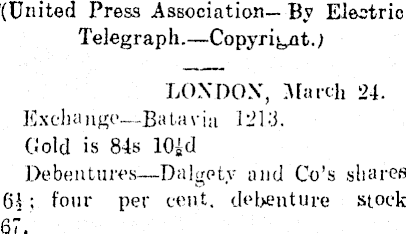 (United Press Association—By Electric
Telegraph.—Copyright.)
LONDON, March 24.
Exchange—Batavia 1213.
Gold is 84s 10½d
Debentures—Dalgety and Co's shares
6½; four per cent. debenture stock
67.